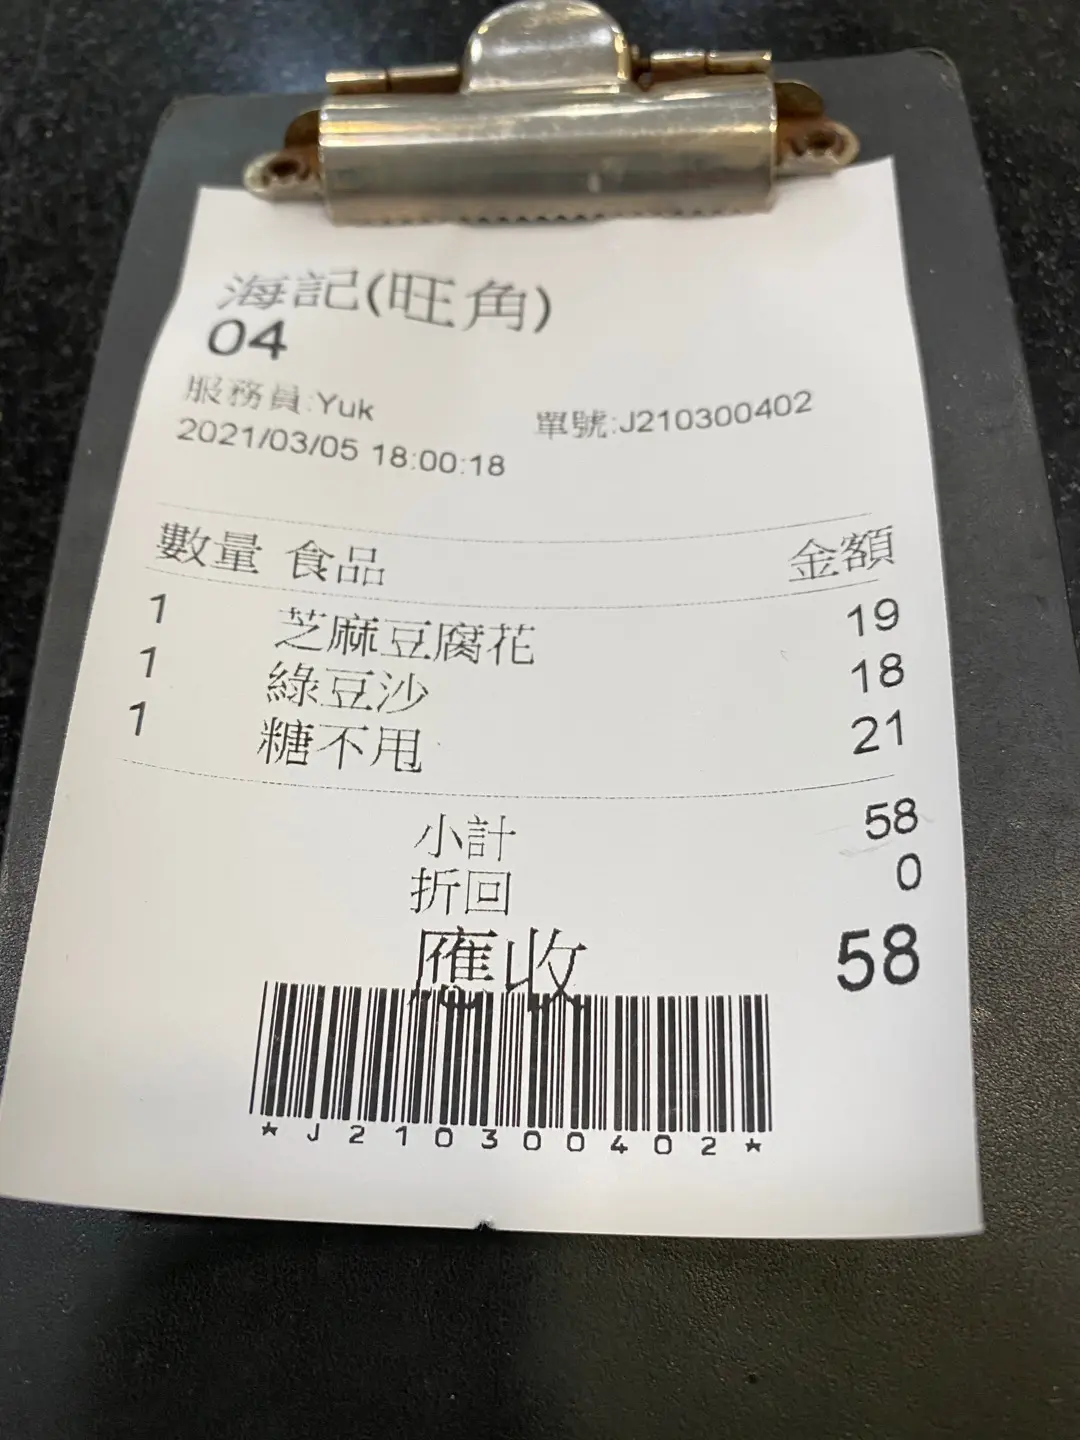 海記(旺角)
04
服務員:Yuk 單號:J210300402
2021/03/05 18:00:18
數量 食品 金額
1 芝麻豆腐花 19
1 綠豆沙 18
1 糖不甩 21
小計 58
折回 0
應收 58
*J210300402*